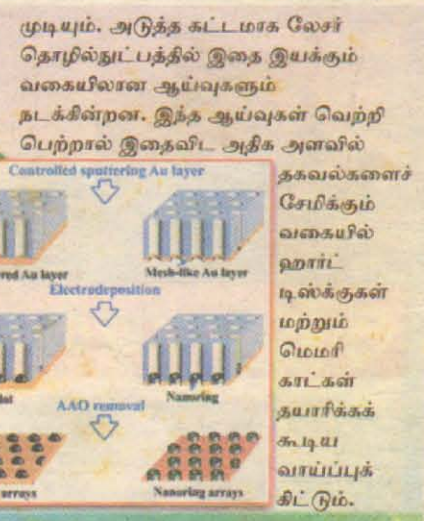 முடியும். அடுத்த கட்டமாக லேசர்
தொழில்நுட்பத்தில் இதை இயக்கும்
வகையிலான ஆய்வுகளும்
நடக்கின்றன. இந்த ஆய்வுகள் வெற்றி
பெற்றால் இதைவிட அதிக அளவில்
தகவல்களைச்
சேமிக்கும்
வகையில்
ஹார்ட்
டிஸ்க்குகள்
மற்றும்
மெமரி
காட்கள்
தயாரிக்கக்
கூடிய
வாய்ப்புக்
கிட்டும்.
Controlled sputtering Au layer
red Au layer
Mesh-like Au layer
Electrodeposition
Nanoring
AAO removal
arrays
Nanoring arrays